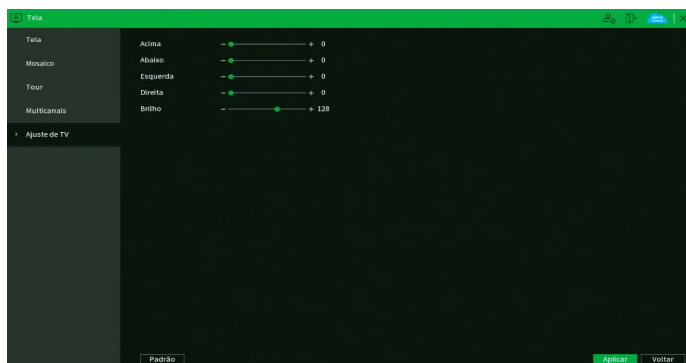 Tela
Tela
Mosaico
Tour
Multicanais
> Ajuste de TV
Acima - + 0
Abaixo - + 0
Esquerda - + 0
Direita - + 0
Brilho - + 128
Padrão
Aplicar
Voltar